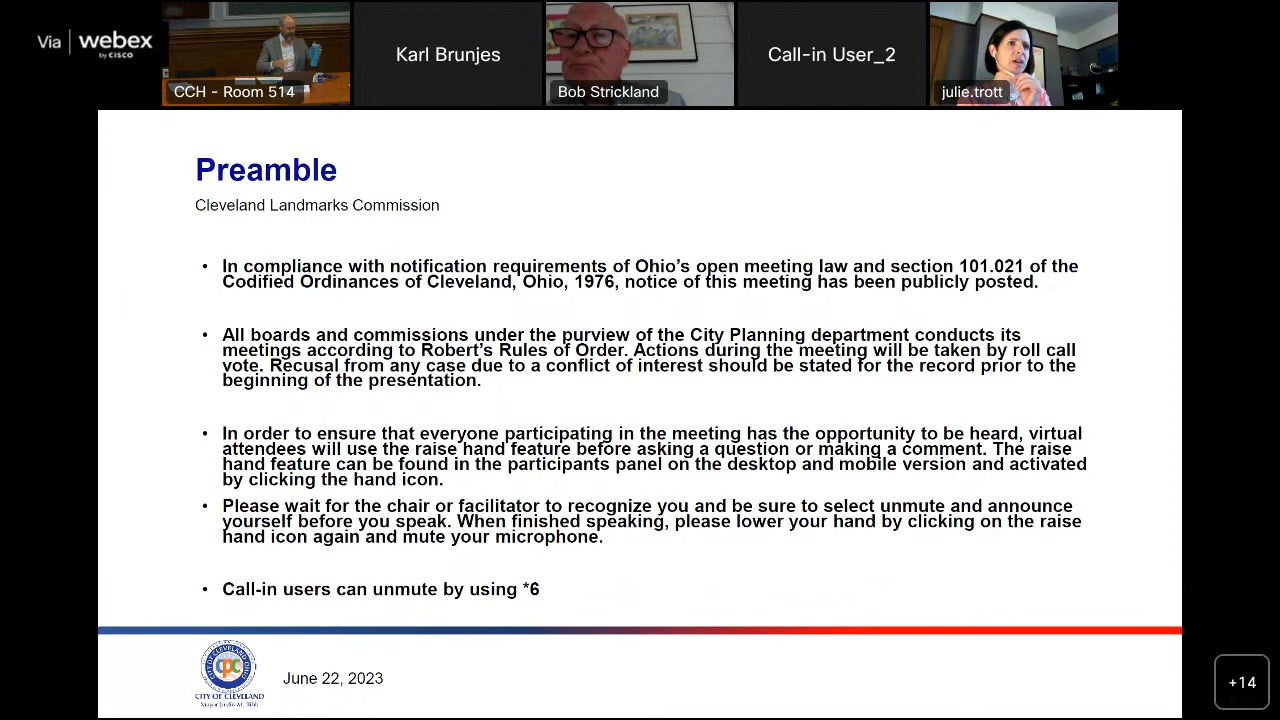 Via webex
by CISCO
CCH - Room 514
Karl Brunjes
Bob Strickland
Call-in User_2
julie.trott
Preamble
Cleveland Landmarks Commission
• In compliance with notification requirements of Ohio's open meeting law and section 101.021 of the
Codified Ordinances of Cleveland, Ohio, 1976, notice of this meeting has been publicly posted.
• All boards and commissions under the purview of the City Planning department conducts its
meetings according to Robert's Rules of Order. Actions during the meeting will be taken by roll call
vote. Recusal from any case due to a conflict of interest should be stated for the record prior to the
beginning of the presentation.
• In order to ensure that everyone participating in the meeting has the opportunity to be heard, virtual
attendees will use the raise hand feature before asking a question or making a comment. The raise
hand feature can be found in the participants panel on the desktop and mobile version and activated
by clicking the hand icon.
• Please wait for the chair or facilitator to recognize you and be sure to select unmute and announce
yourself before you speak. When finished speaking, please lower your hand by clicking on the raise
hand icon again and mute your microphone.
• Call-in users can unmute by using *6
cpc
CITY OF CLEVELAND
Mayor Justin M. Bibb
June 22, 2023
+14